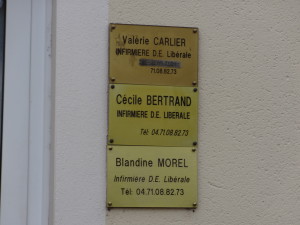 Valérie CARLIER
INFIRMIERE D.E. Libérale
71.08.82.73
Cécile BERTRAND
INFIRMIERE D.E. LIBERALE
Tél: 04.71.08.82.73
Blandine MOREL
Infirmière D.E. Libérale
Tél: 04.71.08.82.73